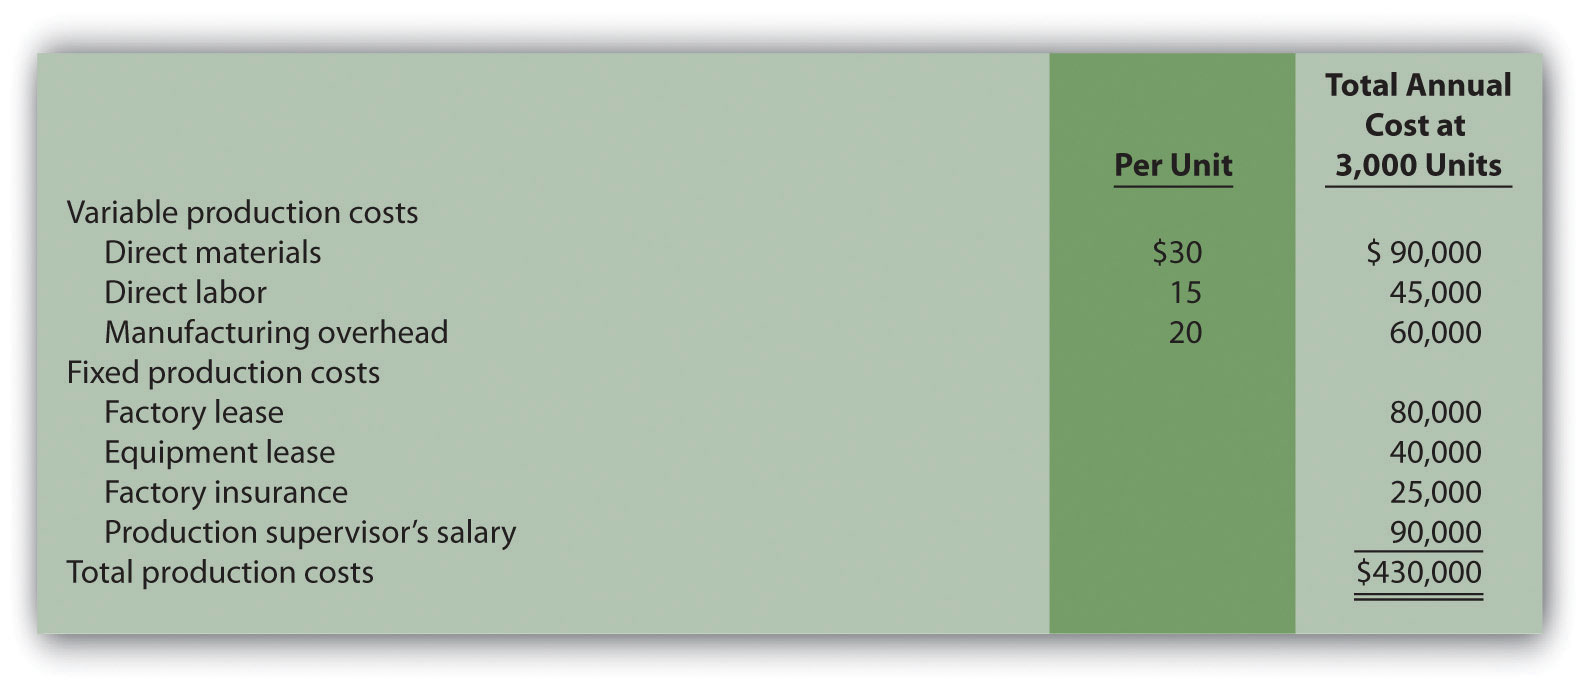 Total Annual
Cost at
Per Unit 3,000 Units
Variable production costs
Direct materials $30 $ 90,000
Direct labor 15 45,000
Manufacturing overhead 20 60,000
Fixed production costs
Factory lease 80,000
Equipment lease 40,000
Factory insurance 25,000
Production supervisor’s salary 90,000
Total production costs $430,000